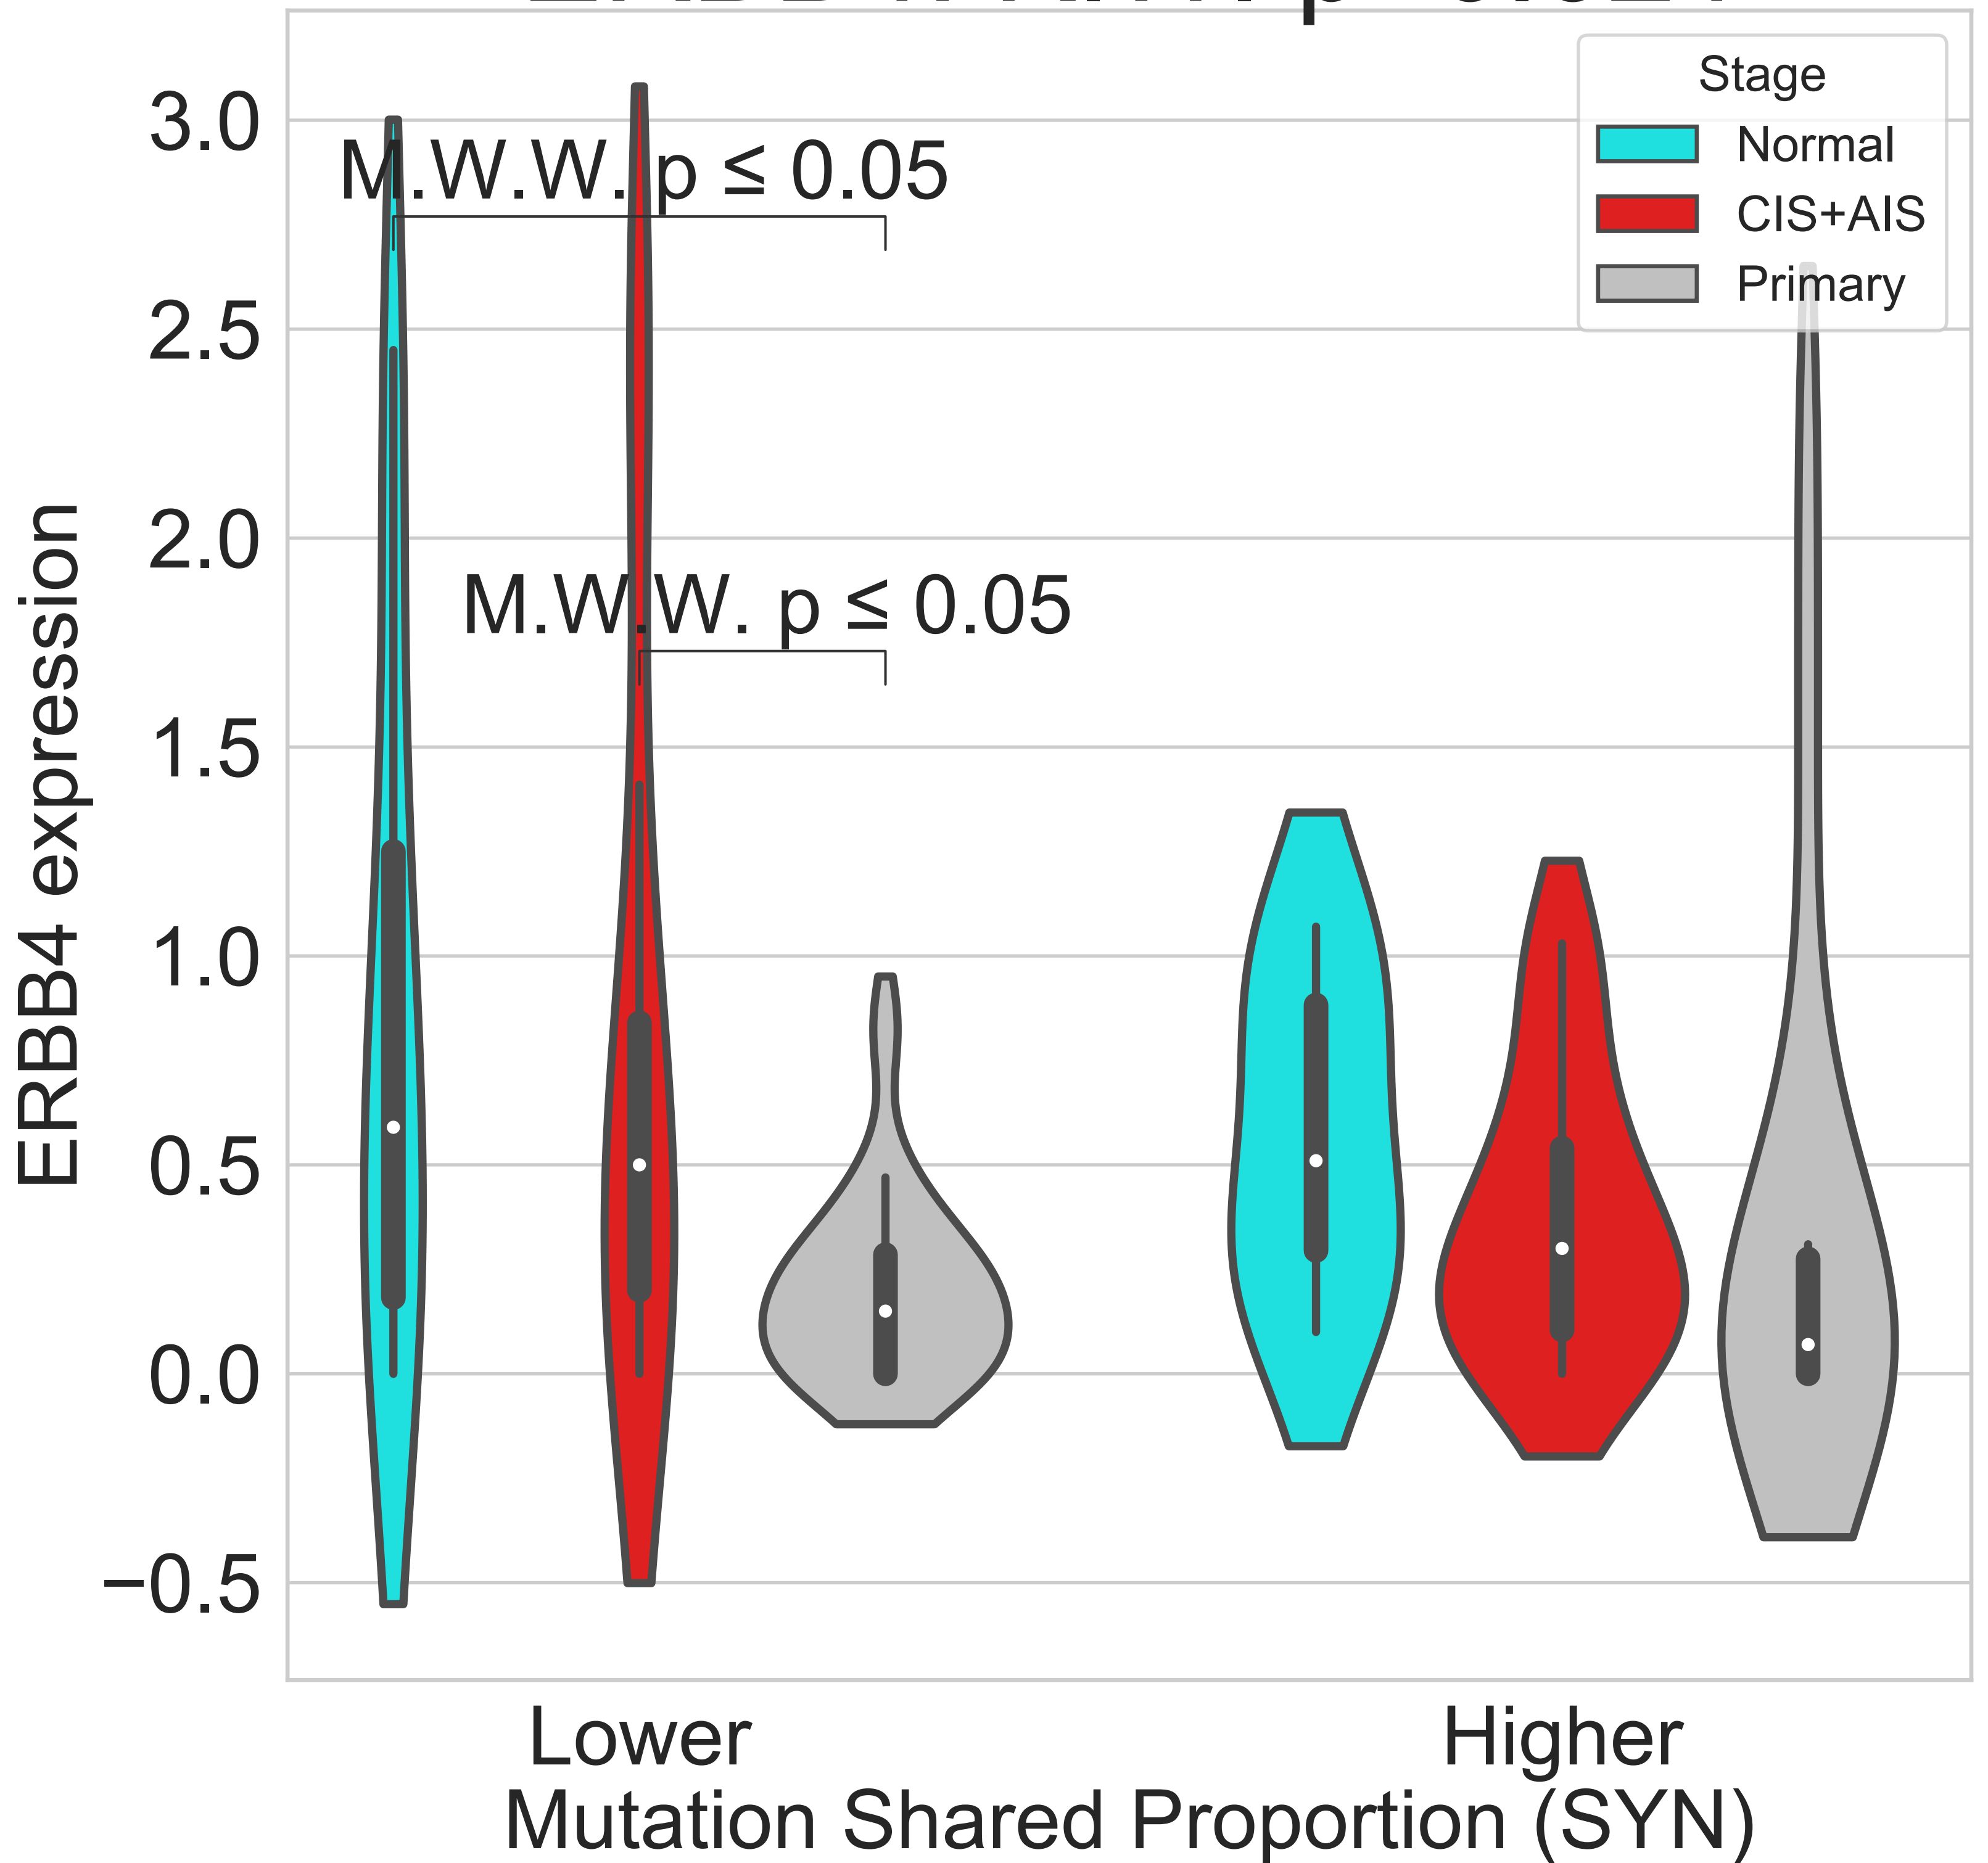 Stage
Normal
CIS+AIS
Primary
M.W.W. p ≤ 0.05
M.W.W. p ≤ 0.05
3.0
2.5
2.0
1.5
1.0
0.5
0.0
−0.5
ERBB4 expression
Lower
Higher
Mutation Shared Proportion (SYN)